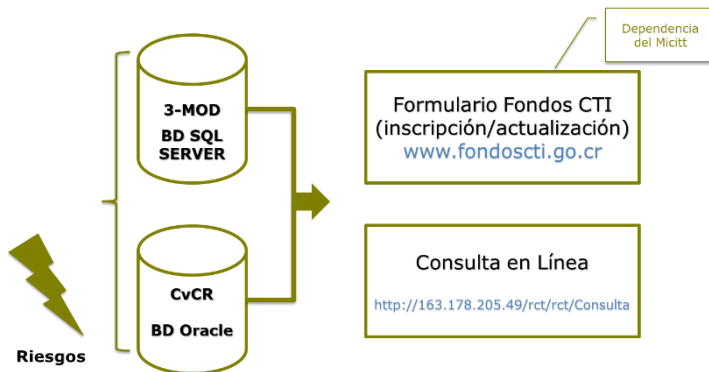 Dependencia
del Micitt
3-MOD
BD SQL
SERVER
Formulario Fondos CTI
(inscripción/actualización)
www.fondoscti.go.cr
CvCR
BD Oracle
Consulta en Línea
http://163.178.205.49/rct/rct/Consulta
Riesgos